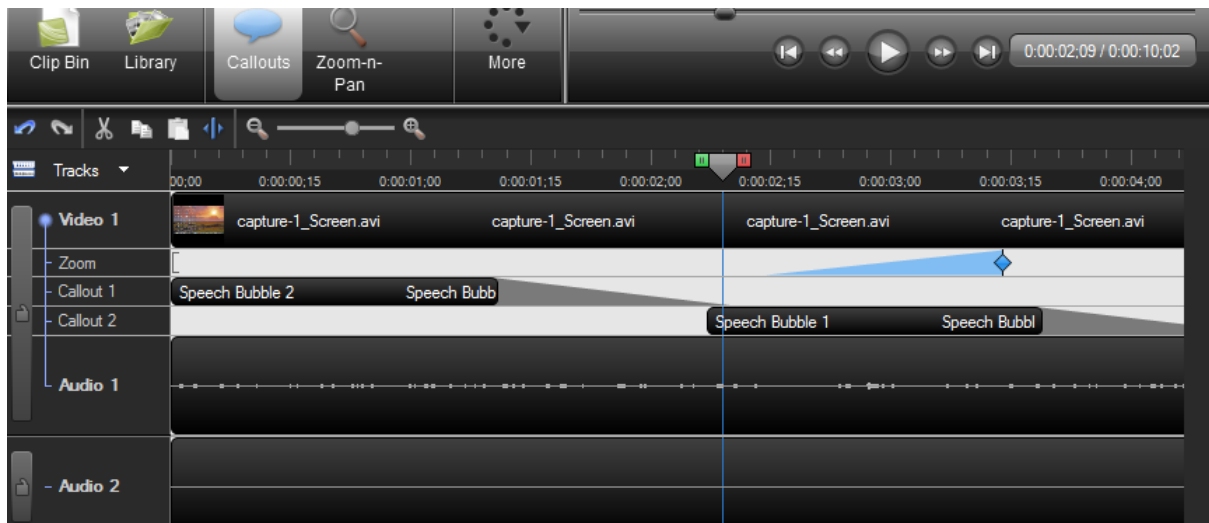 Clip Bin
Library
Callouts
Zoom-n-
Pan
More
0:00:02;09 / 0:00:10;02
Tracks
00;00 0:00:00;15 0:00:01;00 0:00:01;15 0:00:02;00 0:00:02;15 0:00:03;00 0:00:03;15 0:00:04;00
Video 1
capture-1_Screen.avi capture-1_Screen.avi capture-1_Screen.avi capture-1_Screen.avi
Zoom
Callout 1
Speech Bubble 2 Speech Bubb
Callout 2
Speech Bubble 1 Speech Bubbl
Audio 1
Audio 2